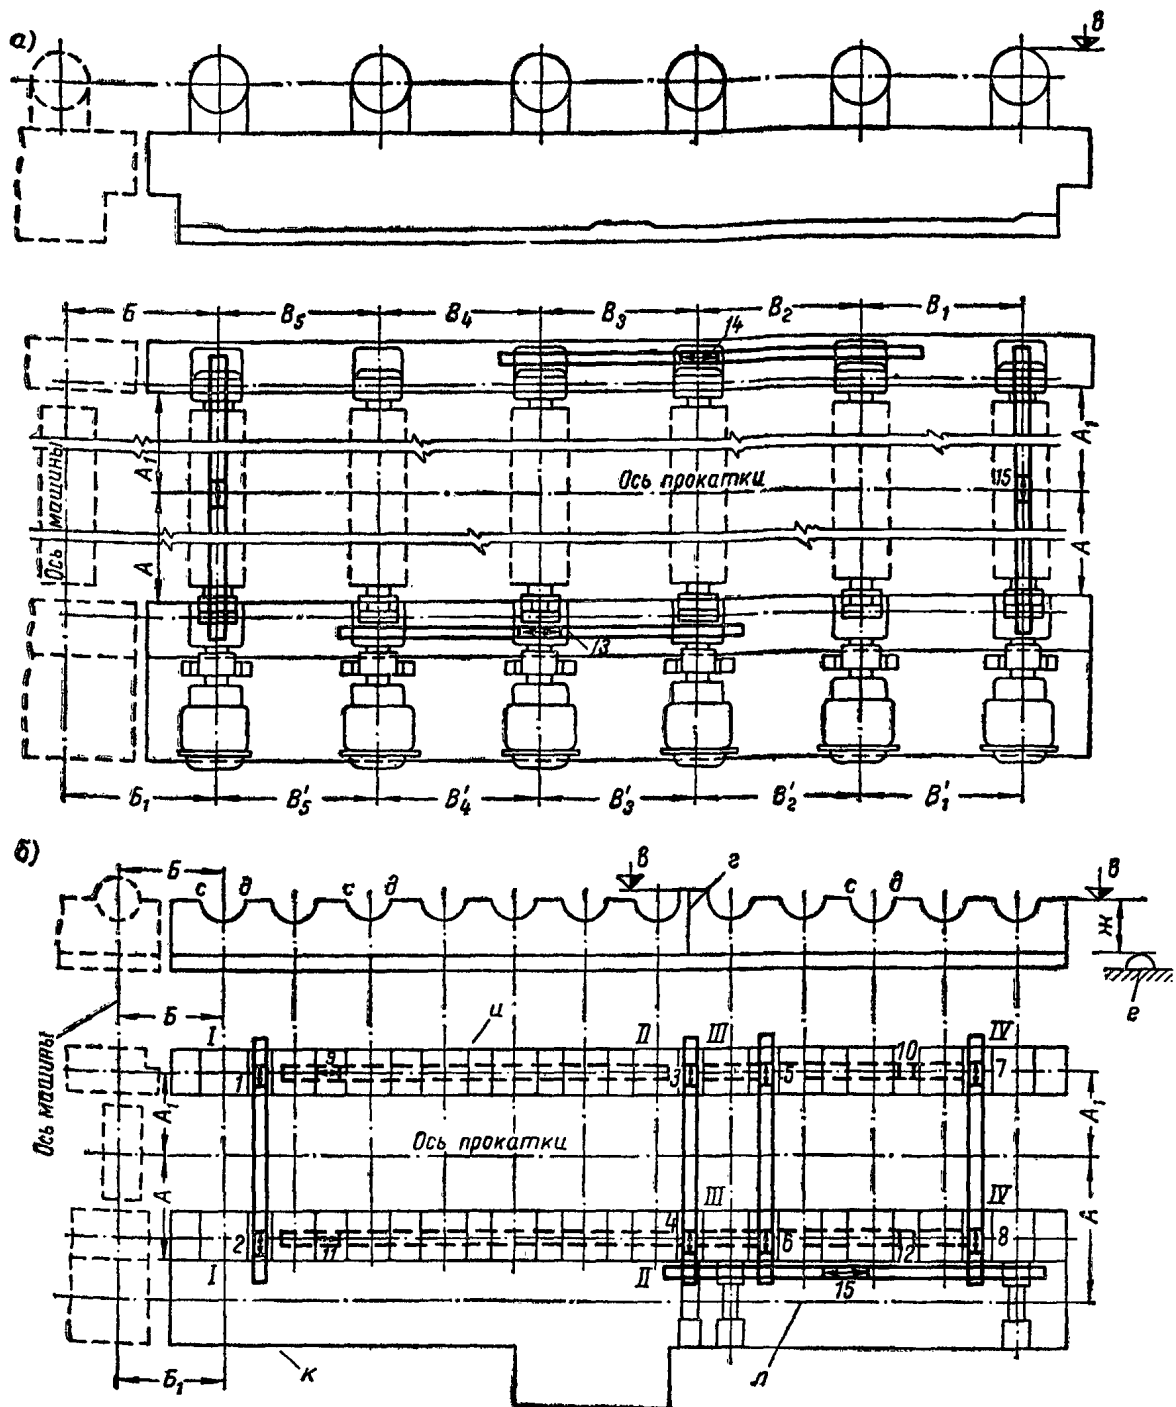 а) в
Б В₅ В₄ В₃ В₂ В₁
14
А₁ А₁
Ось прокатки 15
Ось машины
А А
13
Б₁ В'₅ В'₄ В'₃ В'₂ В'₁
б)
Б в г в
с д с д с д
Ж
е
Б
I и II III IV
9 10
1 3 5 7
Ось машины
А₁ А₁
Ось прокатки
А А
III IV
2 11 4 6 12 8
I II 15
Б₁ к л